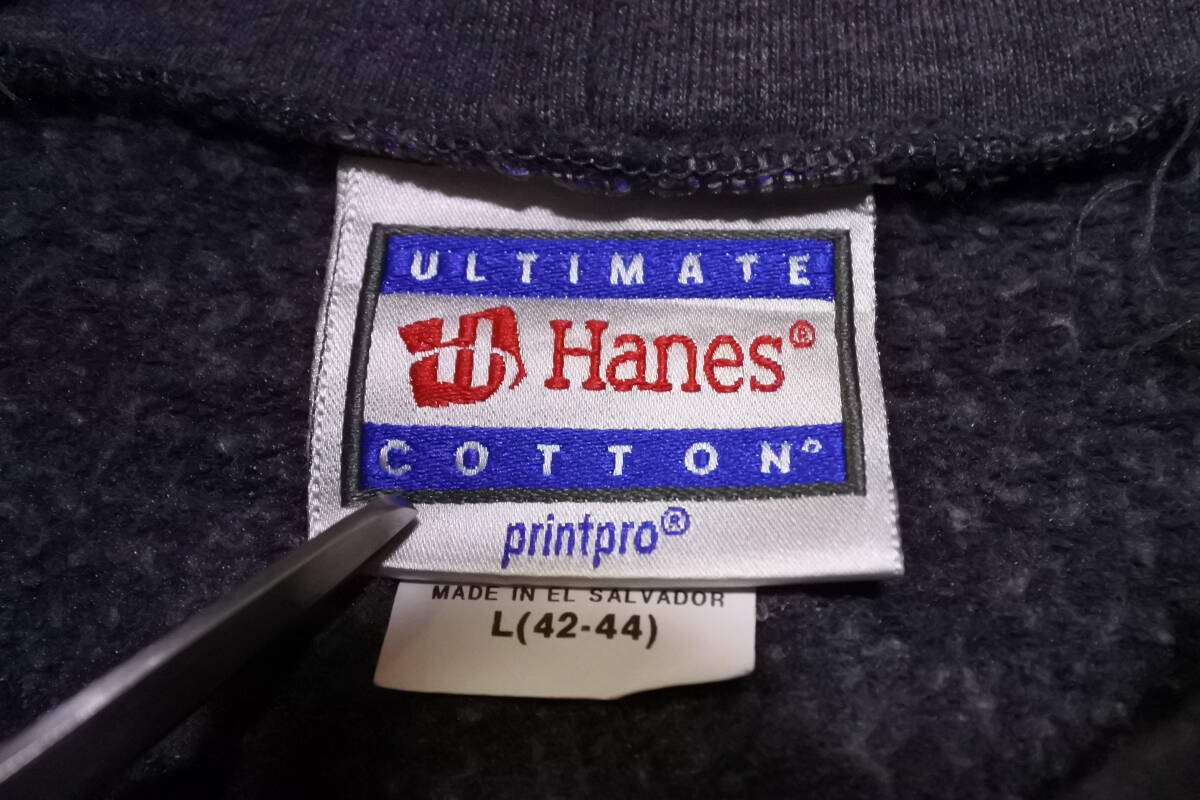 ULTIMATE
Hanes®
COTTON®
printpro®
MADE IN EL SALVADOR
L(42-44)